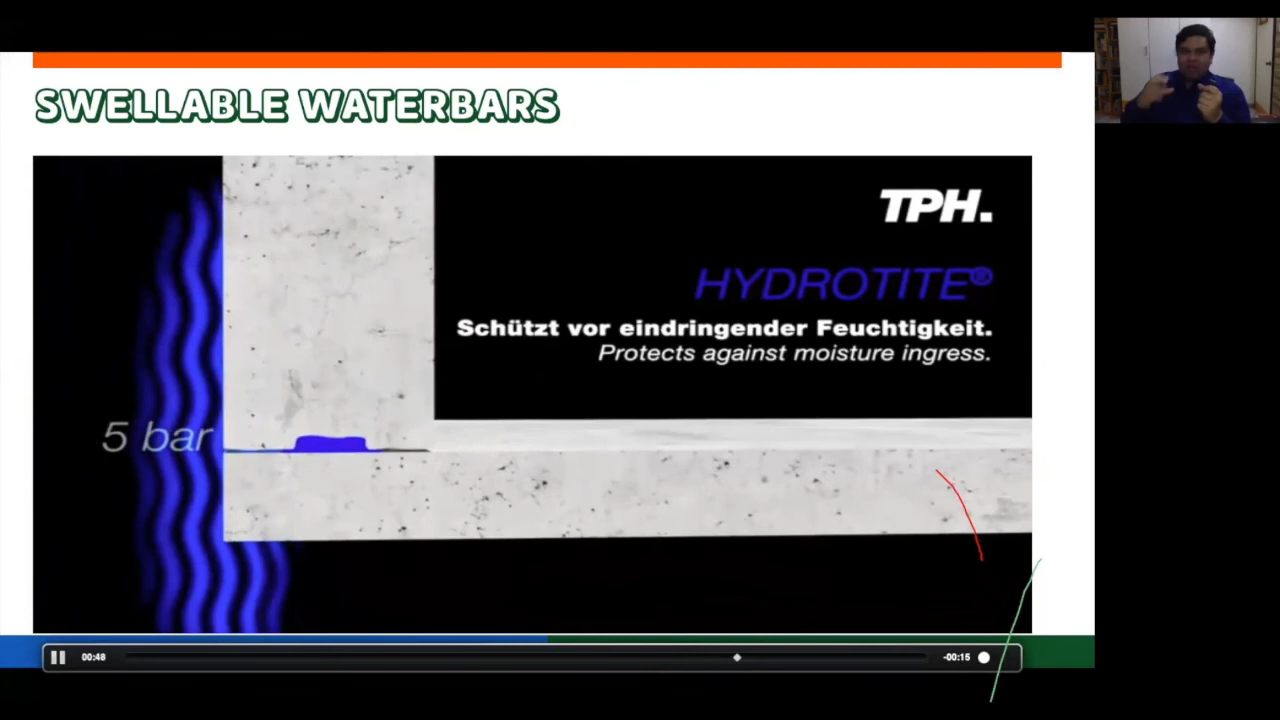 SWELLABLE WATERBARS
TPH.
HYDROTITE®
Schützt vor eindringender Feuchtigkeit.
Protects against moisture ingress.
5 bar
00:48
-00:15